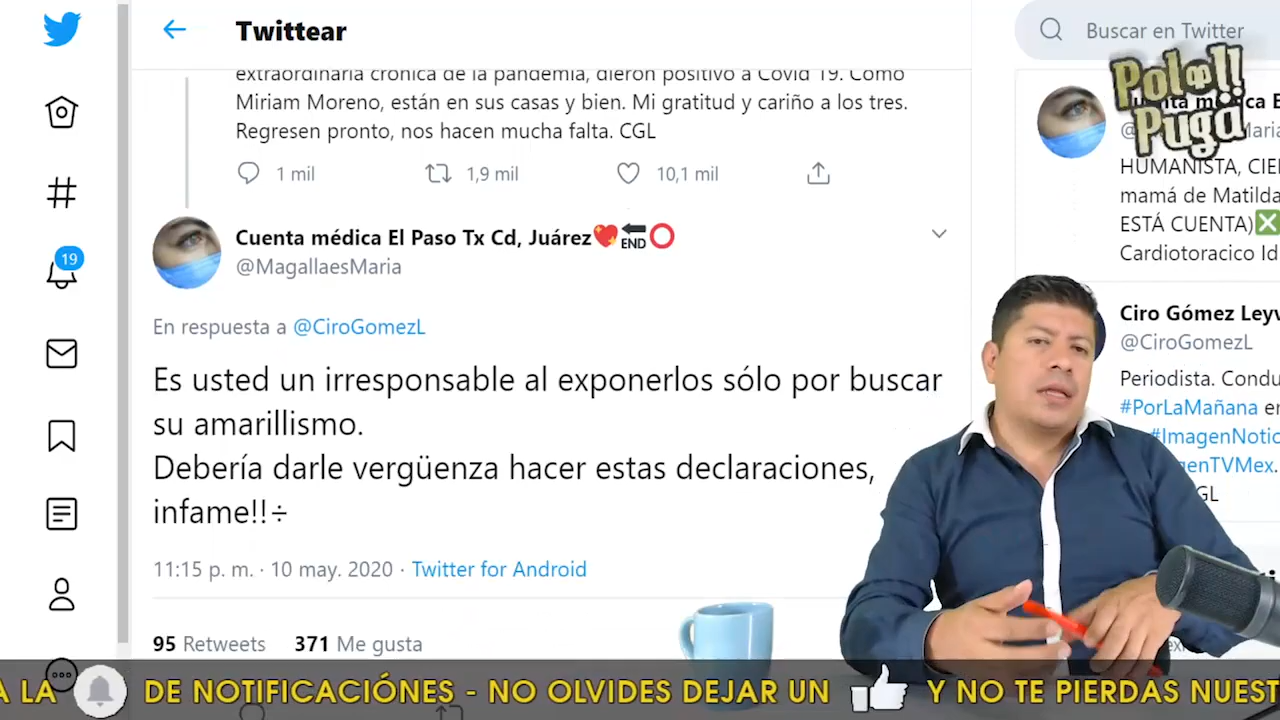 Twittear
Buscar en Twitter
extraordinaria crónica de la pandemia, dieron positivo a Covid 19. Como
Miriam Moreno, están en sus casas y bien. Mi gratitud y cariño a los tres.
Regresen pronto, nos hacen mucha falta. CGL
1 mil
1,9 mil
10,1 mil
Polo!!
Puga
19
Cuenta médica El Paso Tx Cd, Juárez💖🔚⭕
@MagallaesMaria
En respuesta a @CiroGomezL
Es usted un irresponsable al exponerlos sólo por buscar
su amarillismo.
Debería darle vergüenza hacer estas declaraciones,
infame!!÷
11:15 p. m. · 10 may. 2020 · Twitter for Android
95 Retweets 371 Me gusta
HUMANISTA, CIE
mamá de Matilda
ESTÁ CUENTA)❎
Cardiotoracico Id
Ciro Gómez Leyv
@CiroGomezL
Periodista. Condu
#PorLaMañana en
#ImagenNotic
genTVMex.
GL
A LA DE NOTIFICACIÓNES - NO OLVIDES DEJAR UN Y NO TE PIERDAS NUEST